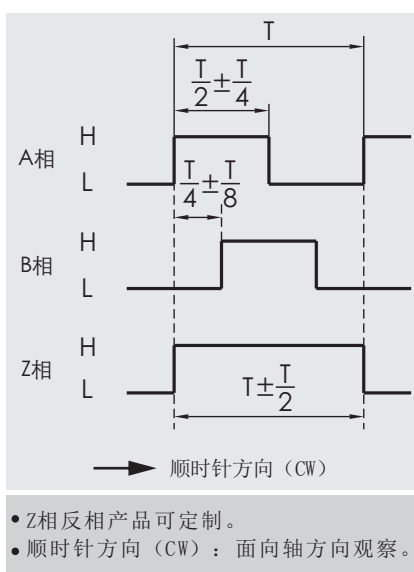 T
T/2±T/4
H
A相
L
T/4±T/8
H
B相
L
H
Z相
L
T±T/2
顺时针方向（CW）
●Z相反相产品可定制。
●顺时针方向（CW）：面向轴方向观察。